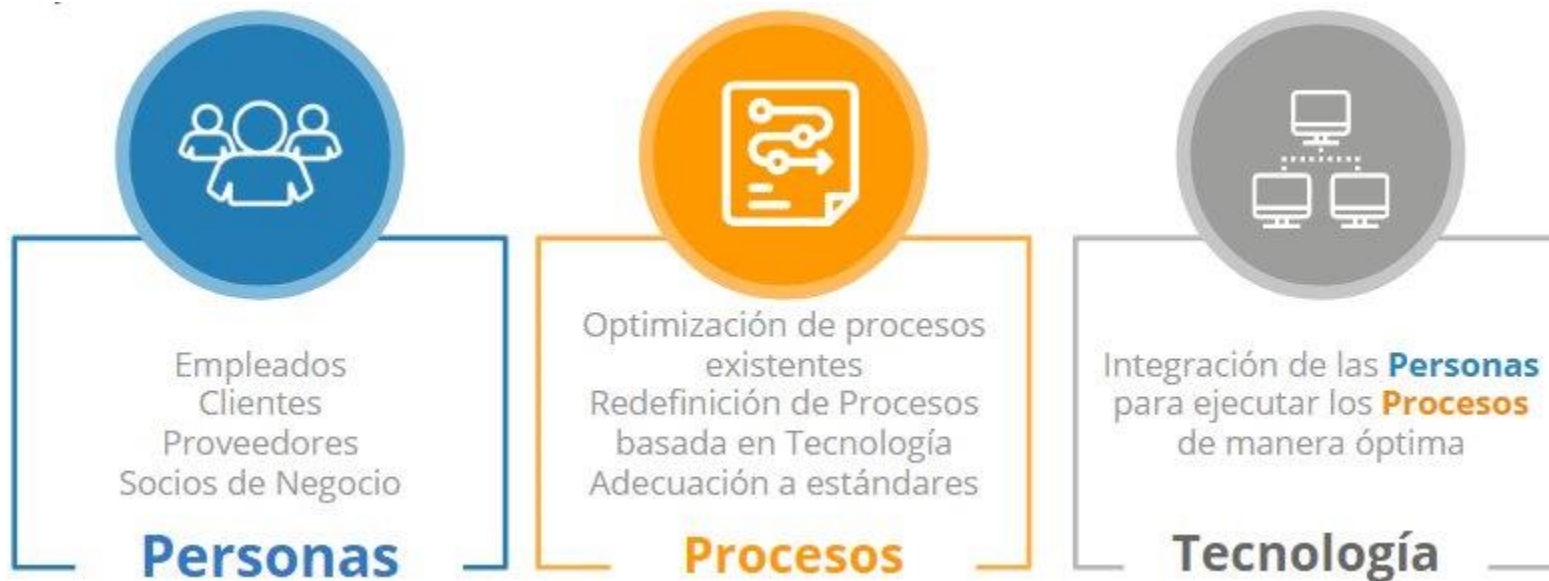 Empleados
Clientes
Proveedores
Socios de Negocio
Personas
Optimización de procesos
existentes
Redefinición de Procesos
basada en Tecnología
Adecuación a estándares
Procesos
Integración de las Personas
para ejecutar los Procesos
de manera óptima
Tecnología